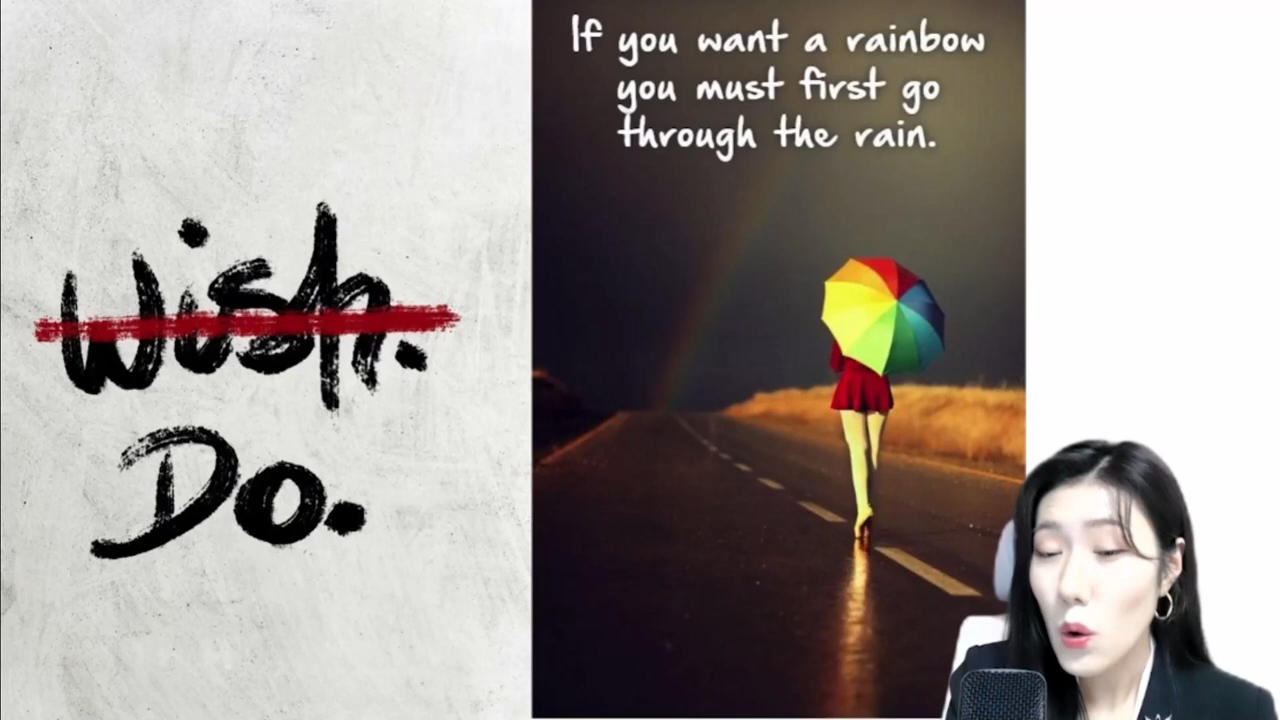 Wish.
Do.
If you want a rainbow
you must first go
through the rain.